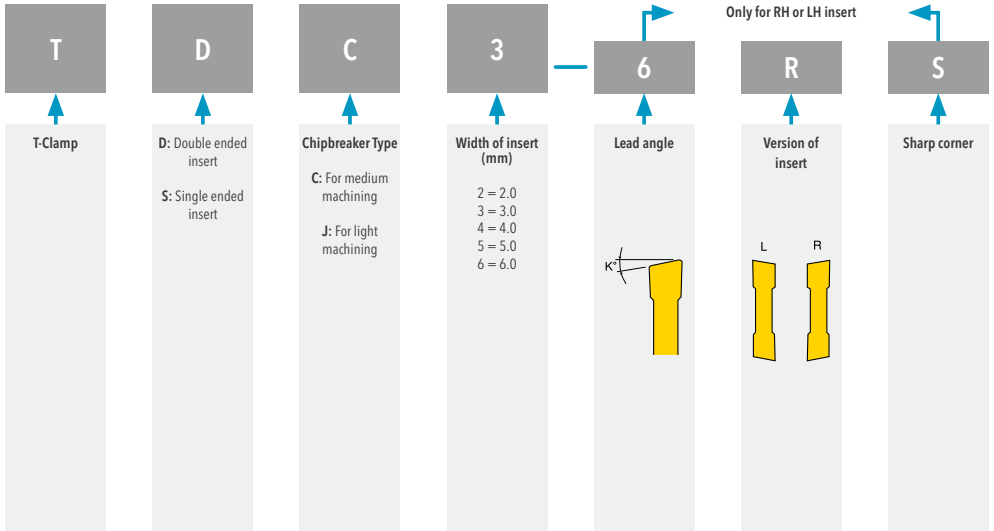 Only for RH or LH insert
T
D
C
3
6
R
S
T-Clamp
D: Double ended
insert
S: Single ended
insert
Chipbreaker Type
C: For medium
machining
J: For light
machining
Width of insert
(mm)
2 = 2.0
3 = 3.0
4 = 4.0
5 = 5.0
6 = 6.0
Lead angle
K°
Version of
insert
L
R
Sharp corner